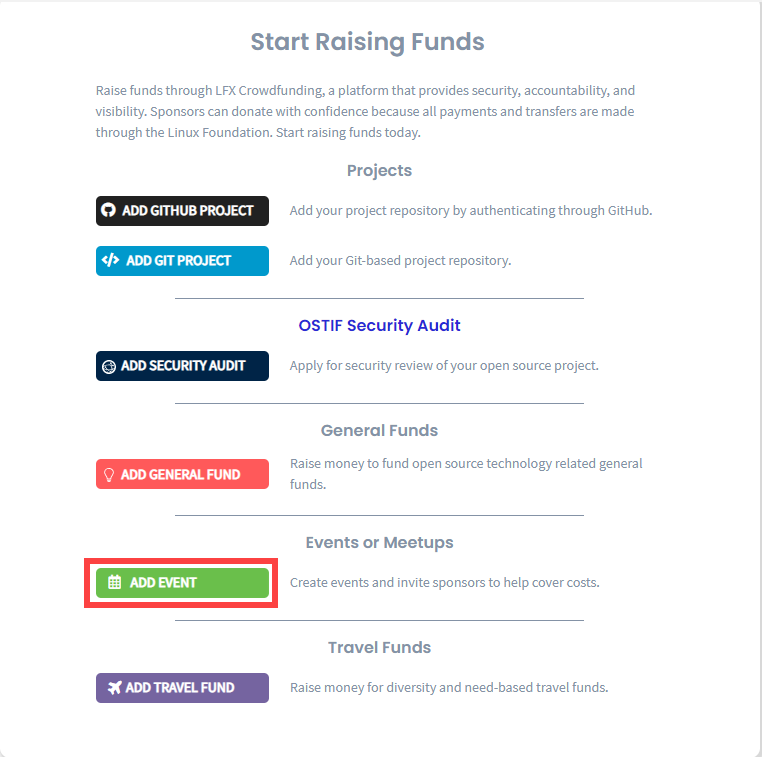 Start Raising Funds
Raise funds through LFX Crowdfunding, a platform that provides security, accountability, and
visibility. Sponsors can donate with confidence because all payments and transfers are made
through the Linux Foundation. Start raising funds today.
Projects
ADD GITHUB PROJECT
Add your project repository by authenticating through GitHub.
ADD GIT PROJECT
Add your Git-based project repository.
OSTIF Security Audit
ADD SECURITY AUDIT
Apply for security review of your open source project.
General Funds
ADD GENERAL FUND
Raise money to fund open source technology related general
funds.
Events or Meetups
ADD EVENT
Create events and invite sponsors to help cover costs.
Travel Funds
ADD TRAVEL FUND
Raise money for diversity and need-based travel funds.